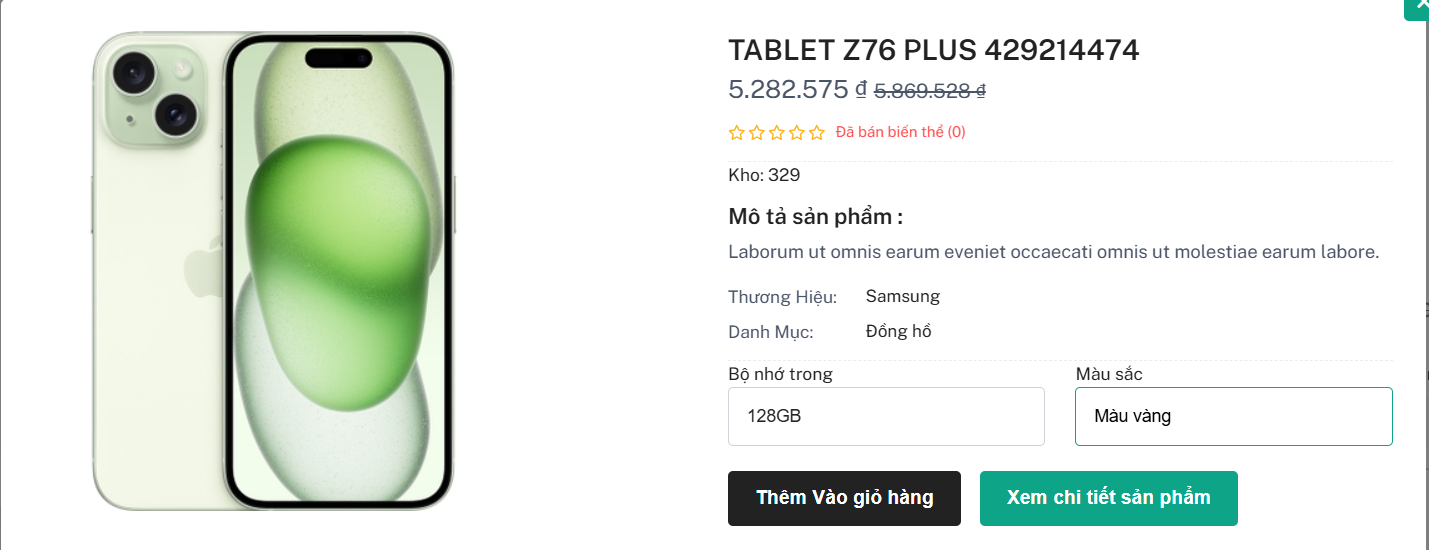 TABLET Z76 PLUS 429214474
5.282.575 ₫ 5.869.528 ₫
Đã bán biến thể (0)
Kho: 329
Mô tả sản phẩm :
Laborum ut omnis earum eveniet occaecati omnis ut molestiae earum labore.
Thương Hiệu: Samsung
Danh Mục: Đồng hồ
Bộ nhớ trong Màu sắc
128GB Màu vàng
Thêm Vào giỏ hàng Xem chi tiết sản phẩm